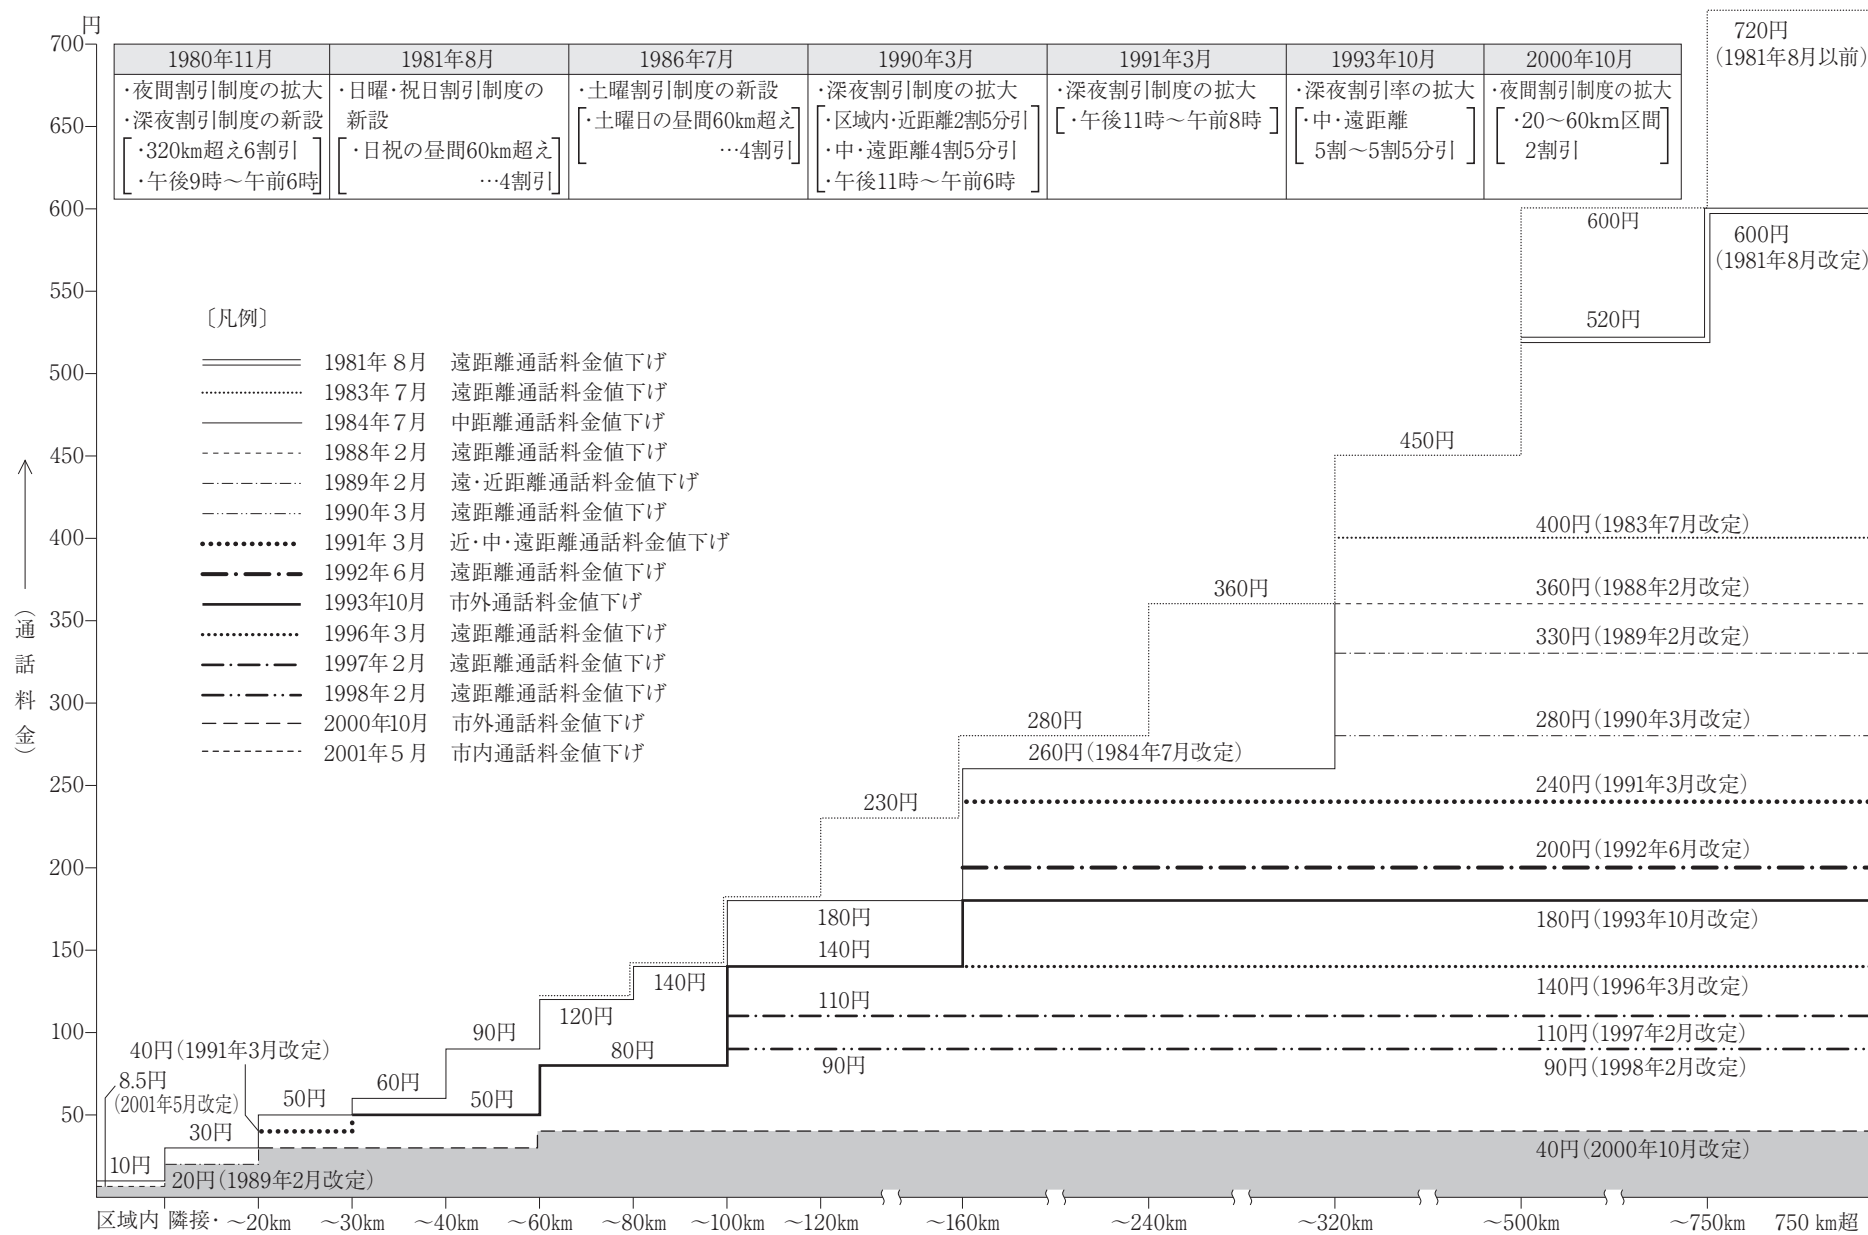 円
700
650
600
550
500
450
400
350
300
250
200
150
100
50
（通話料金）
1980年11月
・夜間割引制度の拡大
・深夜割引制度の新設
・320km超え6割引
・午後9時～午前6時
1981年8月
・日曜・祝日割引制度の
新設
・日祝の昼間60km超え
…4割引
1986年7月
・土曜割引制度の新設
・土曜日の昼間60km超え
…4割引
1990年3月
・深夜割引制度の拡大
・区域内・近距離2割5分引
・中・遠距離4割5分引
・午後11時～午前6時
1991年3月
・深夜割引制度の拡大
・午後11時～午前8時
1993年10月
・深夜割引率の拡大
・中・遠距離
5割～5割5分引
2000年10月
・夜間割引制度の拡大
・20～60km区間
2割引
〔凡例〕
1981年8月 遠距離通話料金値下げ
1983年7月 遠距離通話料金値下げ
1984年7月 中距離通話料金値下げ
1988年2月 遠距離通話料金値下げ
1989年2月 遠・近距離通話料金値下げ
1990年3月 遠距離通話料金値下げ
1991年3月 近・中・遠距離通話料金値下げ
1992年6月 遠距離通話料金値下げ
1993年10月 市外通話料金値下げ
1996年3月 遠距離通話料金値下げ
1997年2月 遠距離通話料金値下げ
1998年2月 遠距離通話料金値下げ
2000年10月 市外通話料金値下げ
2001年5月 市内通話料金値下げ
720円
（1981年8月以前）
600円
600円
（1981年8月改定）
520円
450円
400円（1983年7月改定）
360円
360円（1988年2月改定）
330円（1989年2月改定）
280円
280円（1990年3月改定）
260円（1984年7月改定）
240円（1991年3月改定）
230円
200円（1992年6月改定）
180円
180円（1993年10月改定）
140円
140円
140円（1996年3月改定）
120円
110円
110円（1997年2月改定）
90円
80円
90円
90円（1998年2月改定）
40円（1991年3月改定）
8.5円
（2001年5月改定）
60円
50円
50円
30円
10円
20円（1989年2月改定）
40円（2000年10月改定）
区域内 隣接・～20km ～30km ～40km ～60km ～80km ～100km ～120km ～160km ～240km ～320km ～500km ～750km 750 km超